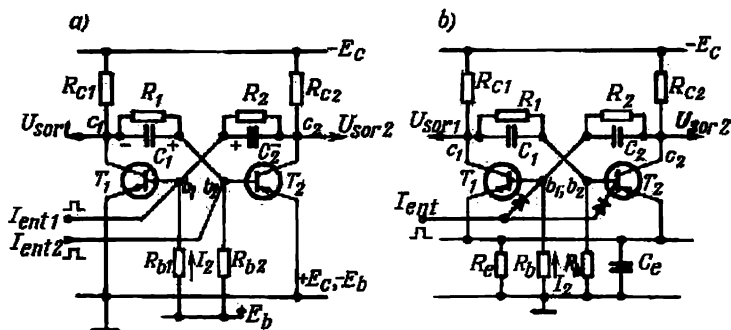 a) b)
-E_c -E_c
R_c1 R_1 R_2 R_c2 R_c1 R_1 R_2 R_c2
U_sor1 c_1 - + + - c_2 U_sor2 U_sor1 U_sor2
C_1 C_2 c_1 C_1 C_2 c_2
T_1 b_1 b_2 T_2 T_1 b_1 b_2 T_2
I_ent1 I_ent
I_ent2 R_b1 I_2 R_b2 +E_c,-E_b R_e R_b I_2 C_e
+E_b